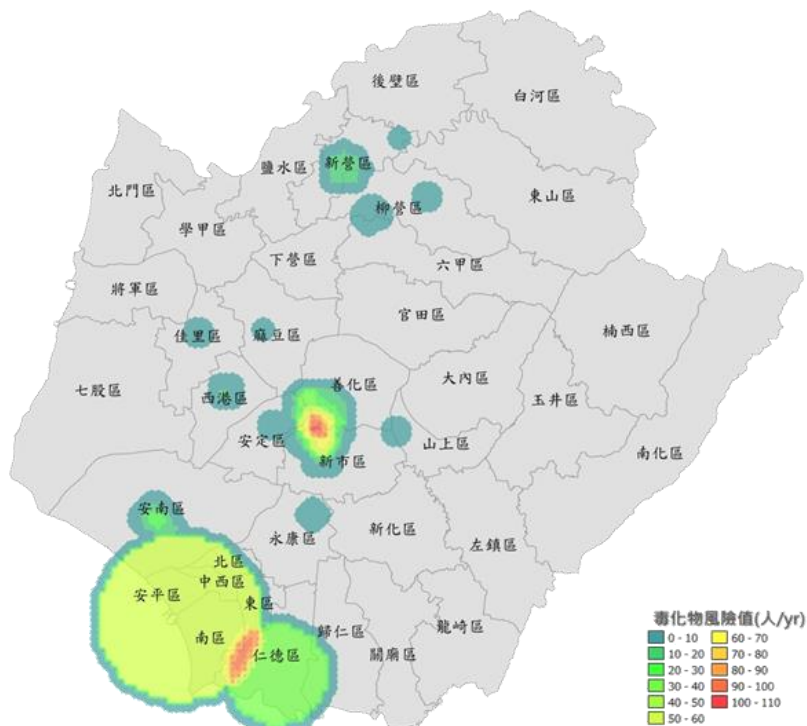 後壁區
白河區
鹽水區
新營區
北門區
柳營區
東山區
學甲區
下營區
六甲區
將軍區
官田區
佳里區
麻豆區
楠西區
七股區
西港區
善化區
大內區
玉井區
安定區
山上區
新市區
南化區
安南區
永康區
新化區
左鎮區
北區
中西區
安平區
東區
南區
仁德區
歸仁區
龍崎區
關廟區
毒化物風險值(人/yr)
0 - 10
10 - 20
20 - 30
30 - 40
40 - 50
50 - 60
60 - 70
70 - 80
80 - 90
90 - 100
100 - 110